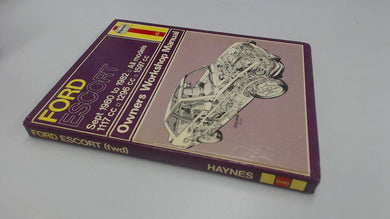 FORD
ESCORT
Sept 1980 to 1982 · All models
1117 cc · 1296 cc · 1597 cc
Owners Workshop Manual
FORD ESCORT (fwd)
HAYNES